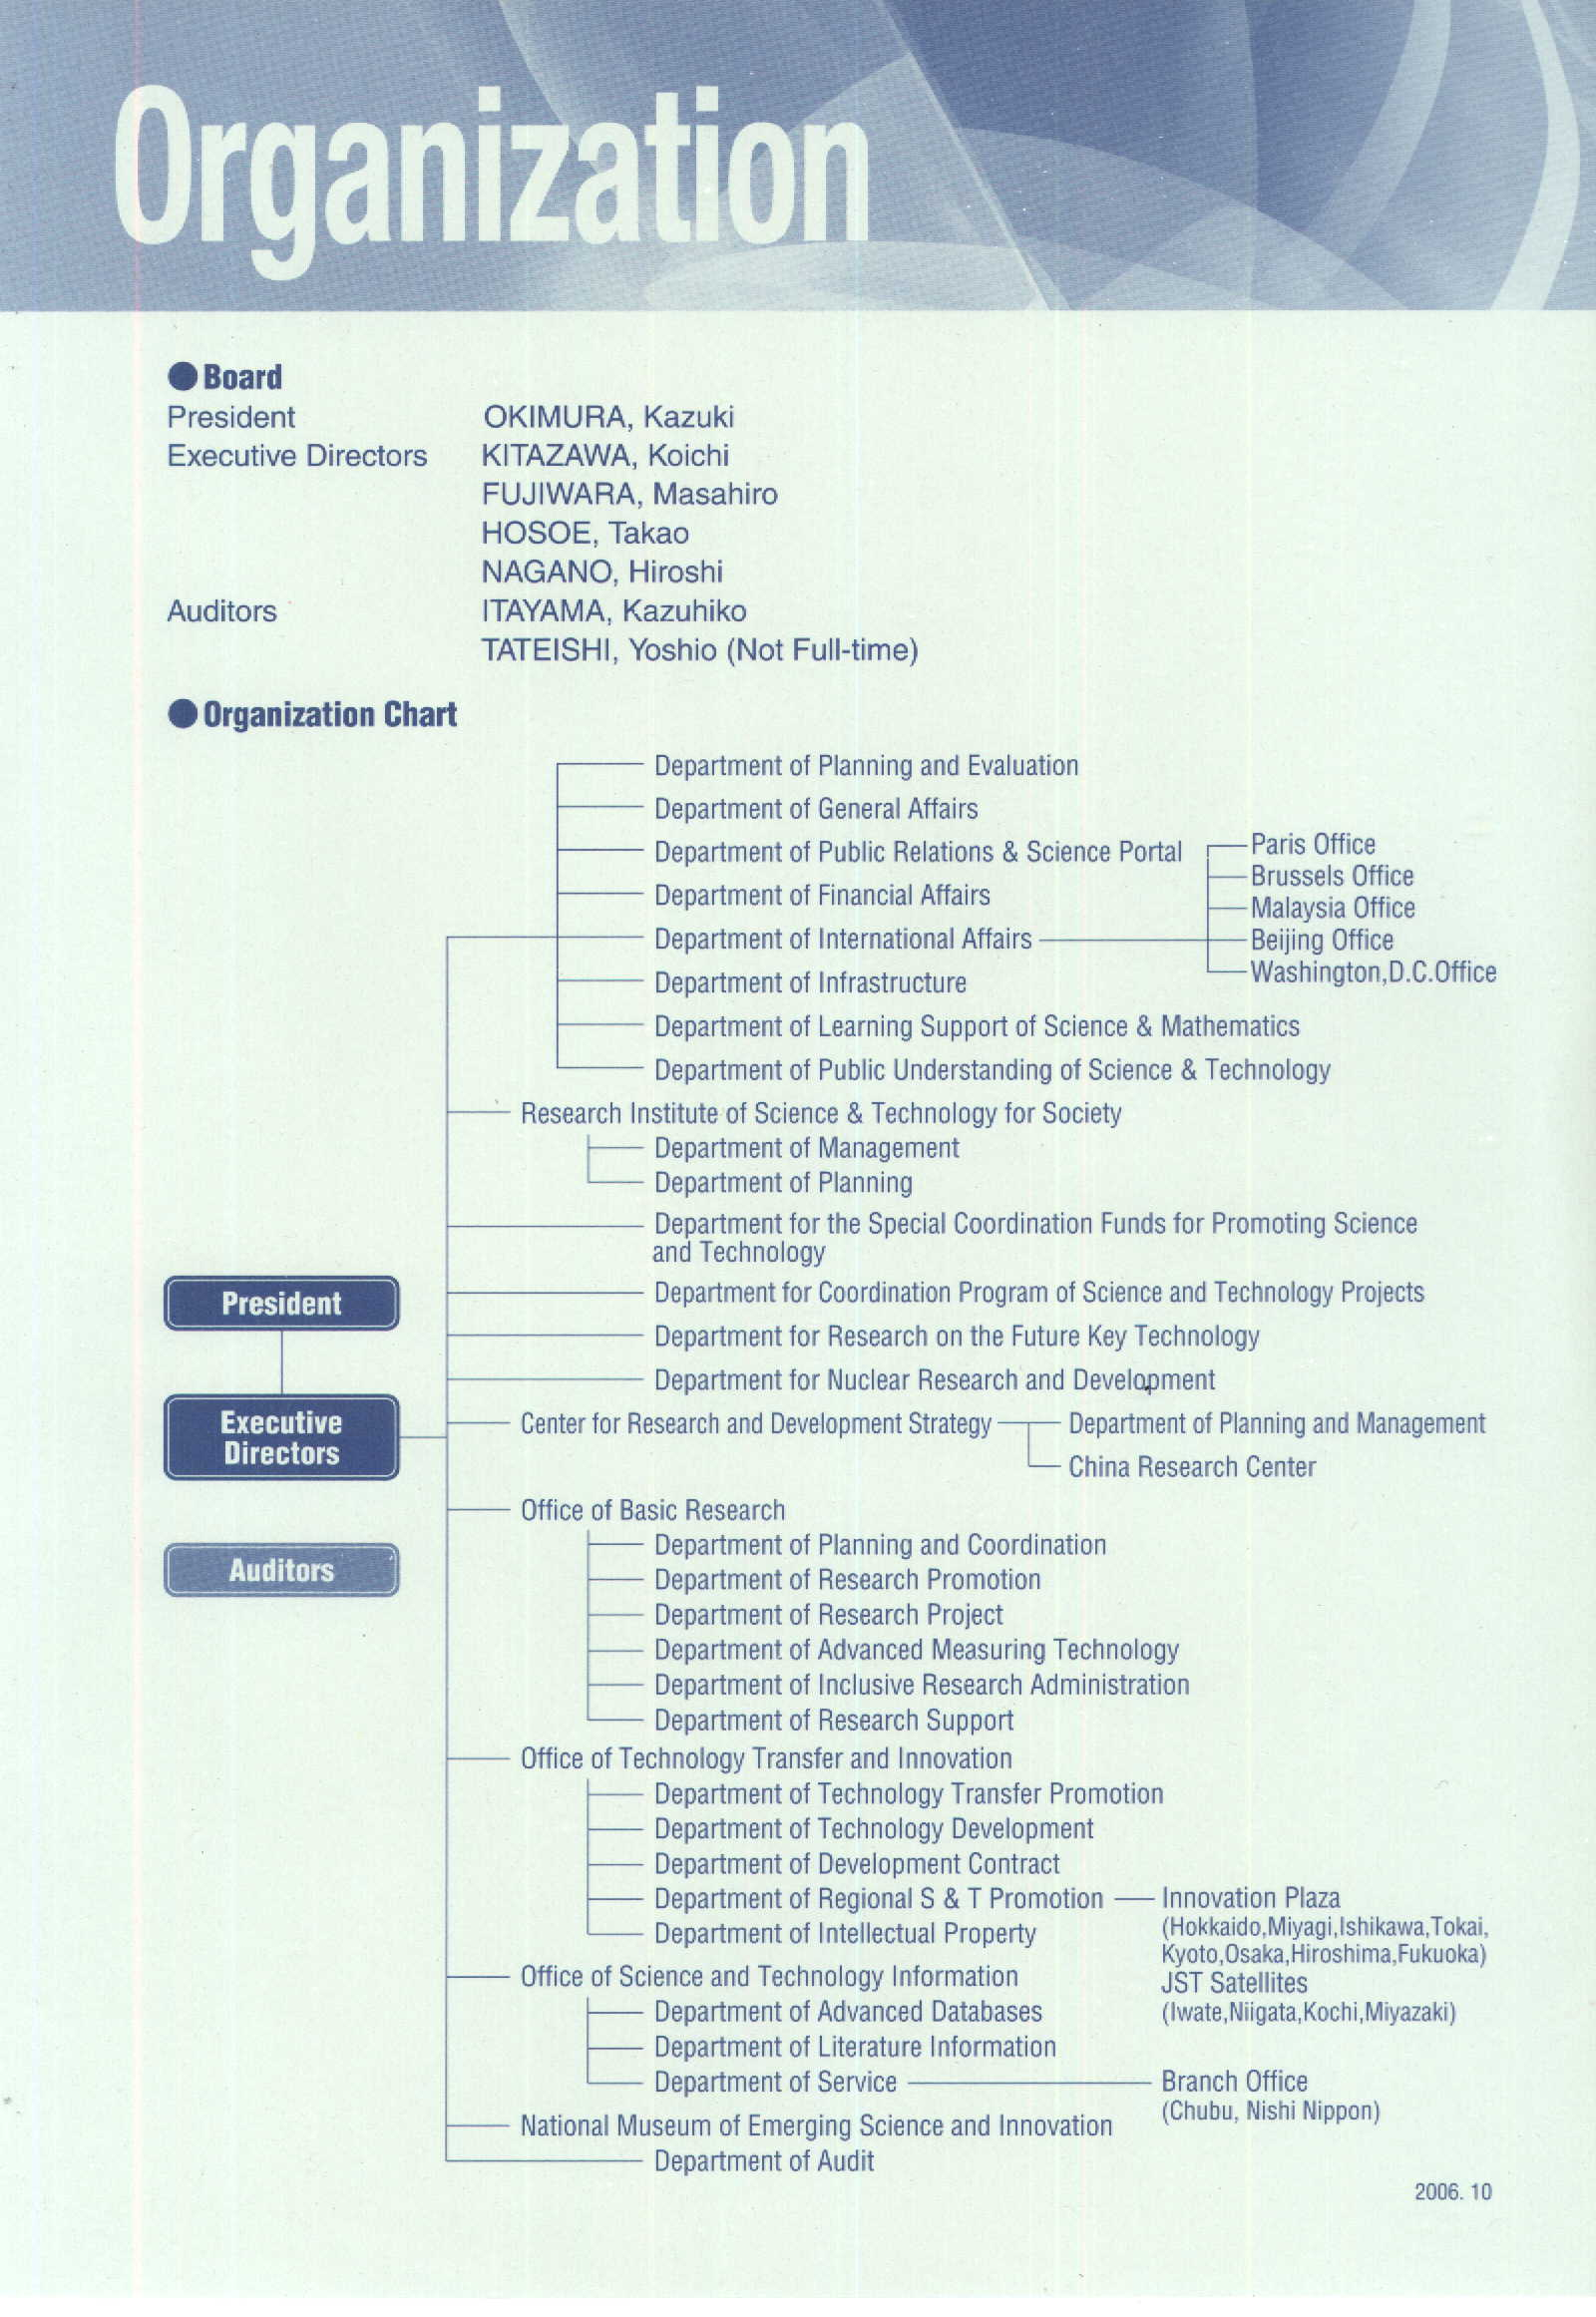 Organization
● Board
President OKIMURA, Kazuki
Executive Directors KITAZAWA, Koichi
FUJIWARA, Masahiro
HOSOE, Takao
NAGANO, Hiroshi
Auditors ITAYAMA, Kazuhiko
TATEISHI, Yoshio (Not Full-time)
● Organization Chart
President
Executive
Directors
Auditors
Department of Planning and Evaluation
Department of General Affairs
Department of Public Relations & Science Portal
Department of Financial Affairs
Department of International Affairs
Paris Office
Brussels Office
Malaysia Office
Beijing Office
Washington,D.C.Office
Department of Infrastructure
Department of Learning Support of Science & Mathematics
Department of Public Understanding of Science & Technology
Research Institute of Science & Technology for Society
Department of Management
Department of Planning
Department for the Special Coordination Funds for Promoting Science
and Technology
Department for Coordination Program of Science and Technology Projects
Department for Research on the Future Key Technology
Department for Nuclear Research and Development
Center for Research and Development Strategy
Department of Planning and Management
China Research Center
Office of Basic Research
Department of Planning and Coordination
Department of Research Promotion
Department of Research Project
Department of Advanced Measuring Technology
Department of Inclusive Research Administration
Department of Research Support
Office of Technology Transfer and Innovation
Department of Technology Transfer Promotion
Department of Technology Development
Department of Development Contract
Department of Regional S & T Promotion
Innovation Plaza
(Hokkaido,Miyagi,Ishikawa,Tokai,
Kyoto,Osaka,Hiroshima,Fukuoka)
JST Satellites
(Iwate,Niigata,Kochi,Miyazaki)
Department of Intellectual Property
Office of Science and Technology Information
Department of Advanced Databases
Department of Literature Information
Department of Service
Branch Office
(Chubu, Nishi Nippon)
National Museum of Emerging Science and Innovation
Department of Audit
2006. 10